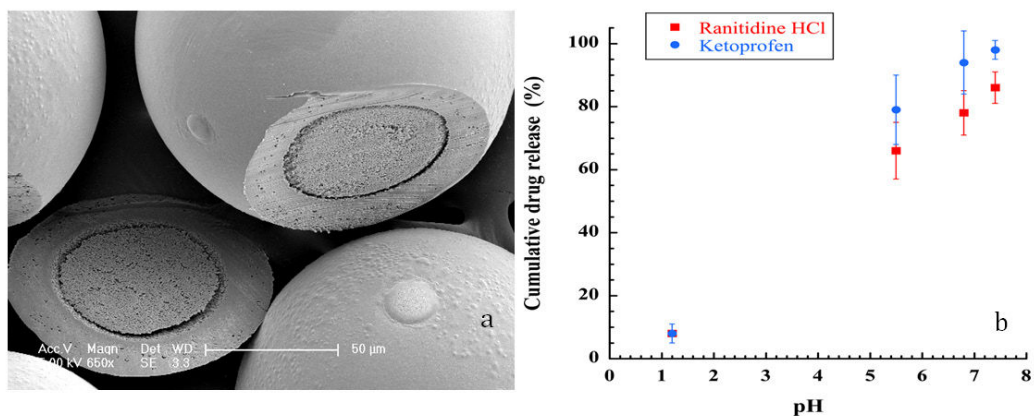 a
Acc.V Magn Det WD 50 µm
00 kV 650x SE 3.3
Ranitidine HCl
Ketoprofen
Cumulative drug release (%)
100
80
60
40
20
0
b
0 1 2 3 4 5 6 7 8
pH